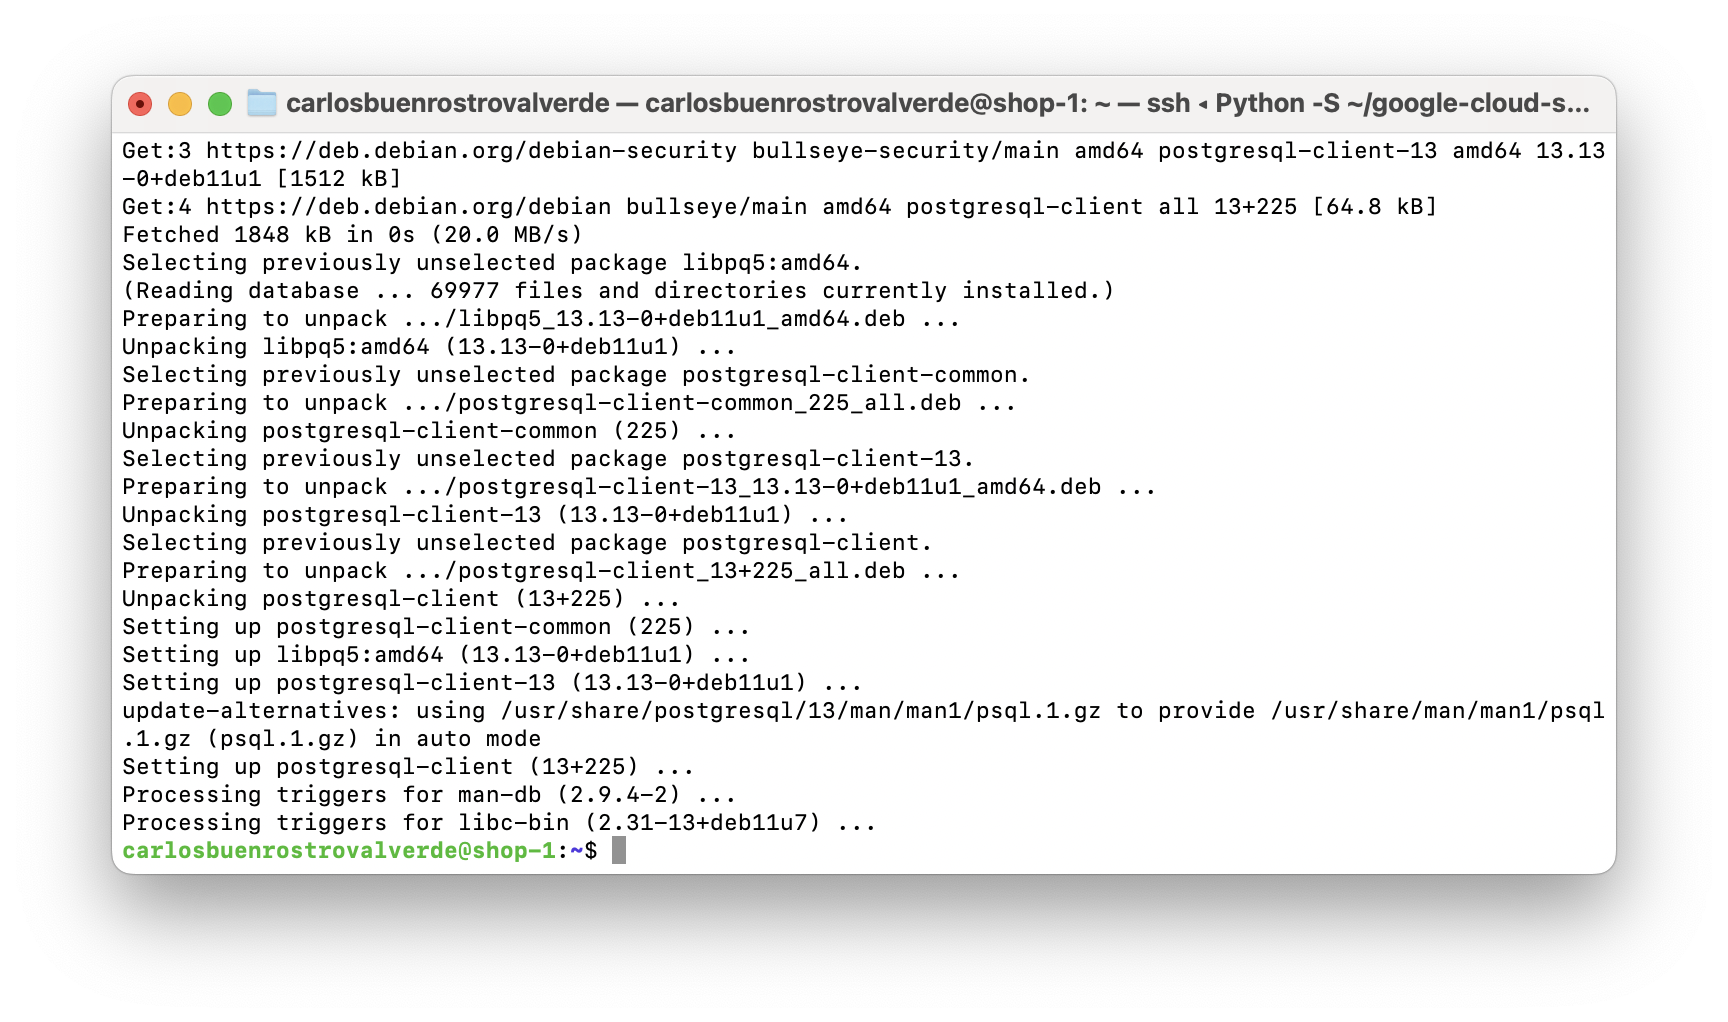 carlosbuenrostrovalverde — carlosbuenrostrovalverde@shop-1: ~ — ssh ◂ Python -S ~/google-cloud-s...
Get:3 https://deb.debian.org/debian-security bullseye-security/main amd64 postgresql-client-13 amd64 13.13
-0+deb11u1 [1512 kB]
Get:4 https://deb.debian.org/debian bullseye/main amd64 postgresql-client all 13+225 [64.8 kB]
Fetched 1848 kB in 0s (20.0 MB/s)
Selecting previously unselected package libpq5:amd64.
(Reading database ... 69977 files and directories currently installed.)
Preparing to unpack .../libpq5_13.13-0+deb11u1_amd64.deb ...
Unpacking libpq5:amd64 (13.13-0+deb11u1) ...
Selecting previously unselected package postgresql-client-common.
Preparing to unpack .../postgresql-client-common_225_all.deb ...
Unpacking postgresql-client-common (225) ...
Selecting previously unselected package postgresql-client-13.
Preparing to unpack .../postgresql-client-13_13.13-0+deb11u1_amd64.deb ...
Unpacking postgresql-client-13 (13.13-0+deb11u1) ...
Selecting previously unselected package postgresql-client.
Preparing to unpack .../postgresql-client_13+225_all.deb ...
Unpacking postgresql-client (13+225) ...
Setting up postgresql-client-common (225) ...
Setting up libpq5:amd64 (13.13-0+deb11u1) ...
Setting up postgresql-client-13 (13.13-0+deb11u1) ...
update-alternatives: using /usr/share/postgresql/13/man/man1/psql.1.gz to provide /usr/share/man/man1/psql
.1.gz (psql.1.gz) in auto mode
Setting up postgresql-client (13+225) ...
Processing triggers for man-db (2.9.4-2) ...
Processing triggers for libc-bin (2.31-13+deb11u7) ...
carlosbuenrostrovalverde@shop-1:~$